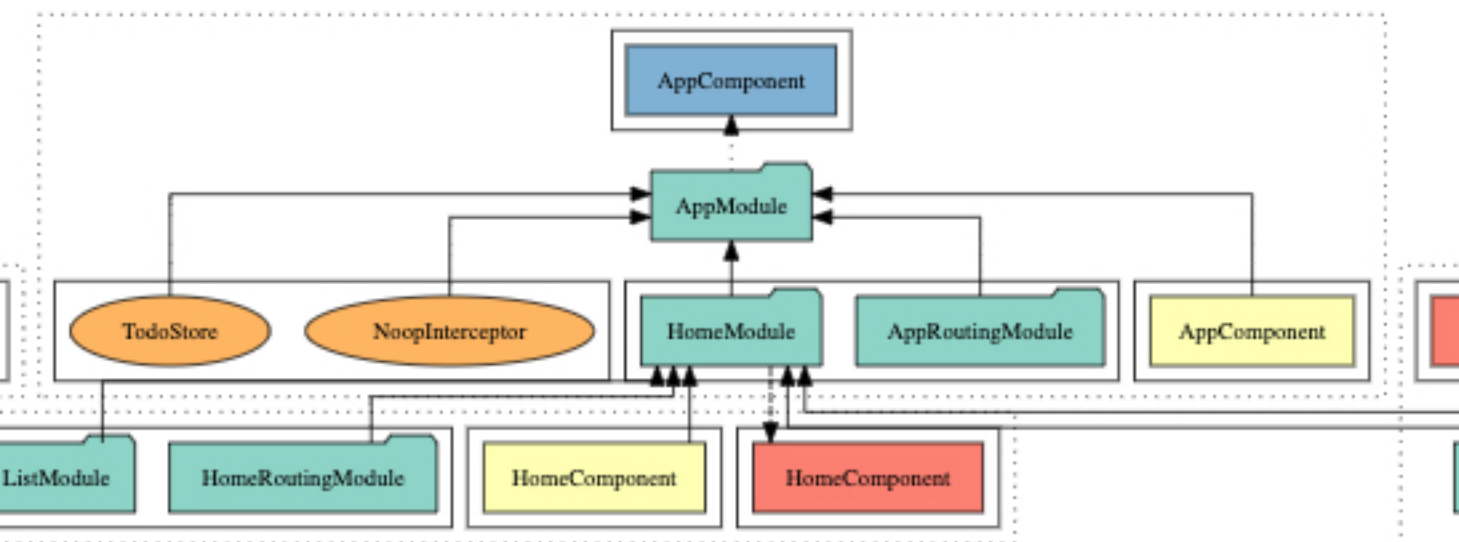 AppComponent
AppModule
TodoStore
NoopInterceptor
HomeModule
AppRoutingModule
AppComponent
ListModule
HomeRoutingModule
HomeComponent
HomeComponent